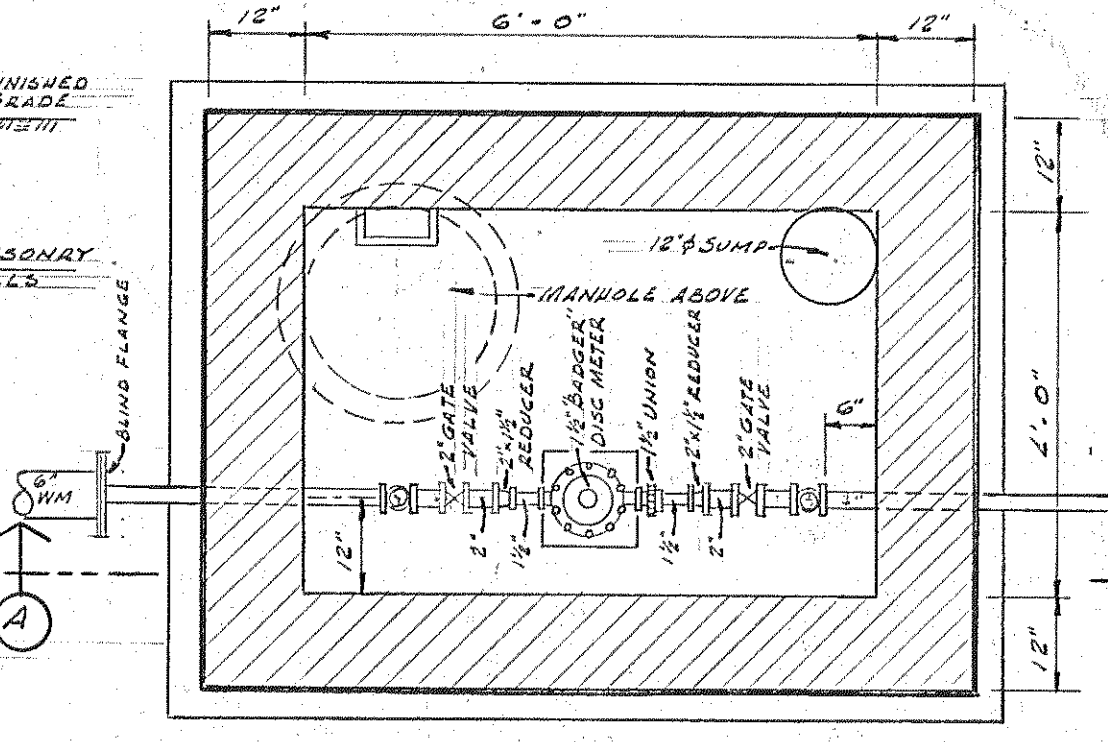 12"
6'-0"
12"
GRADE
12"
12"ϕ SUMP
MANHOLE ABOVE
BLIND FLANGE
2" GATE
VALVE
2"x1½"
REDUCER
1½" BADGER"
DISC METER
1½" UNION
2"x1½" REDUCER
2" GATE
VALVE
6"
4'-0"
6"
WM
12"
2"
1½"
1½"
2"
A
12"